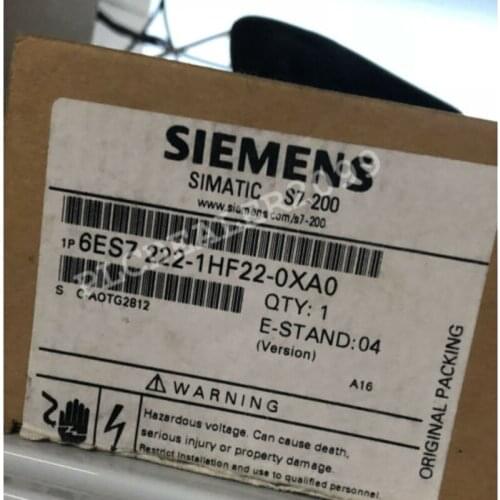 SIEMENS
SIMATIC S7-200
www.siemens.com/s7-200
1P 6ES7 222-1HF22-0XA0
S C-A0TG2812
QTY: 1
E-STAND:04
(Version)
A16
WARNING
Hazardous voltage. Can cause death,
serious injury or property damage.
Restrict installation and use to qualified personnel.
ORIGINAL PACKING
PLCDEALER2009